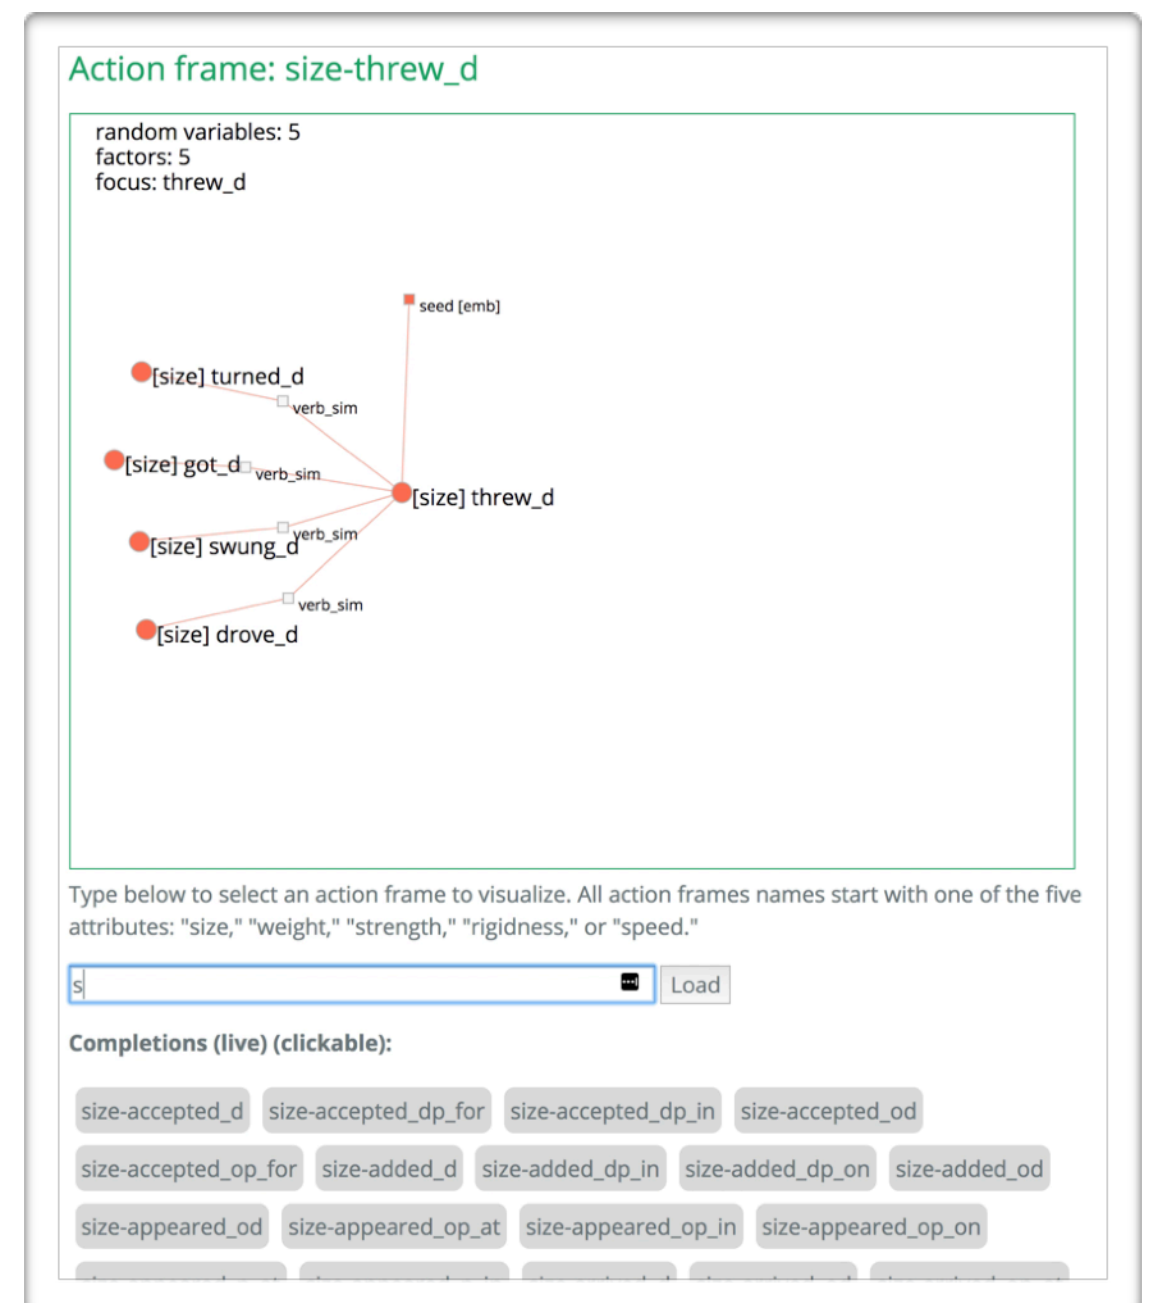 Action frame: size-threw_d
random variables: 5
factors: 5
focus: threw_d
seed [emb]
[size] turned_d
verb_sim
[size] got_d
verb_sim
[size] threw_d
verb_sim
[size] swung_d
verb_sim
[size] drove_d
Type below to select an action frame to visualize. All action frames names start with one of the five
attributes: "size," "weight," "strength," "rigidness," or "speed."
s
Load
Completions (live) (clickable):
size-accepted_d size-accepted_dp_for size-accepted_dp_in size-accepted_od
size-accepted_op_for size-added_d size-added_dp_in size-added_dp_on size-added_od
size-appeared_od size-appeared_op_at size-appeared_op_in size-appeared_op_on